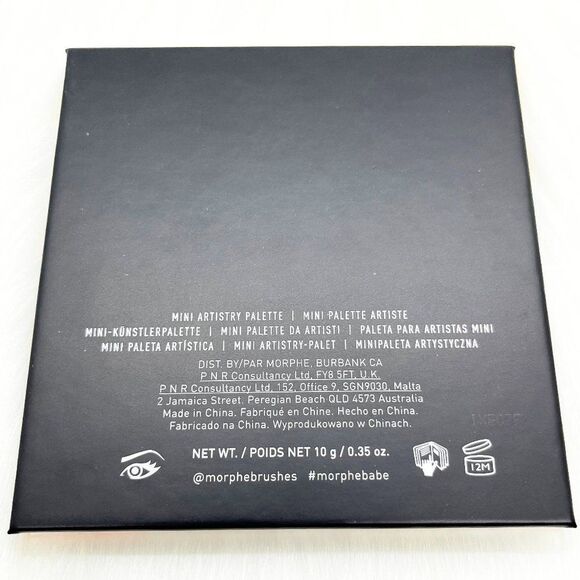 MINI ARTISTRY PALETTE | MINI PALETTE ARTISTE
MINI-KÜNSTLERPALETTE | MINI PALETTE DA ARTISTI | PALETA PARA ARTISTAS MINI
MINI PALETA ARTÍSTICA | MINI ARTISTRY-PALET | MINIPALETA ARTYSTYCZNA
DIST. BY/PAR MORPHE, BURBANK CA
P N R Consultancy Ltd, FY8 5FT, U.K.
P N R Consultancy Ltd. 152, Office 9, SGN9030, Malta
2 Jamaica Street. Peregian Beach QLD 4573 Australia
Made in China. Fabriqué en Chine. Hecho en China.
Fabricado na China. Wyprodukowano w Chinach.
NET WT. / POIDS NET 10 g / 0.35 oz.
12M
@morphebrushes #morphebabe